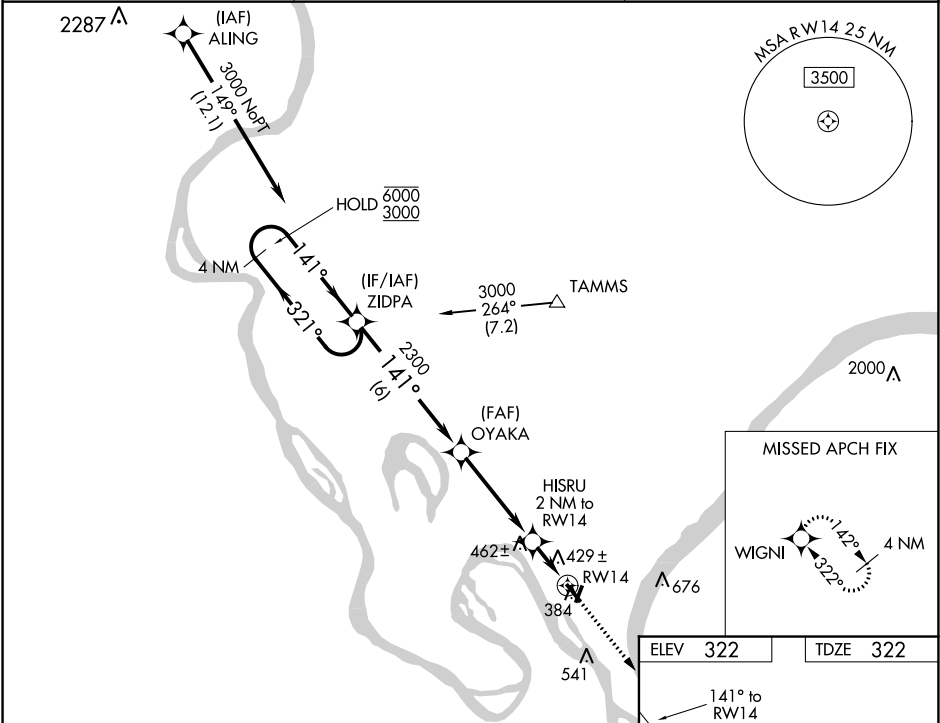 2287
(IAF)
ALING
3000 NoPT
149°
(12.1)
MSA RW14 25 NM
3500
HOLD 6000
3000
4 NM
141°
321°
(IF/IAF)
ZIDPA
3000
264°
(7.2)
TAMMS
2300
141°
(6)
2000
(FAF)
OYAKA
MISSED APCH FIX
WIGNI
142°
322°
4 NM
HISRU
2 NM to
RW14
462±
429±
RW14
384
676
541
ELEV 322
TDZE 322
141° to
RW14